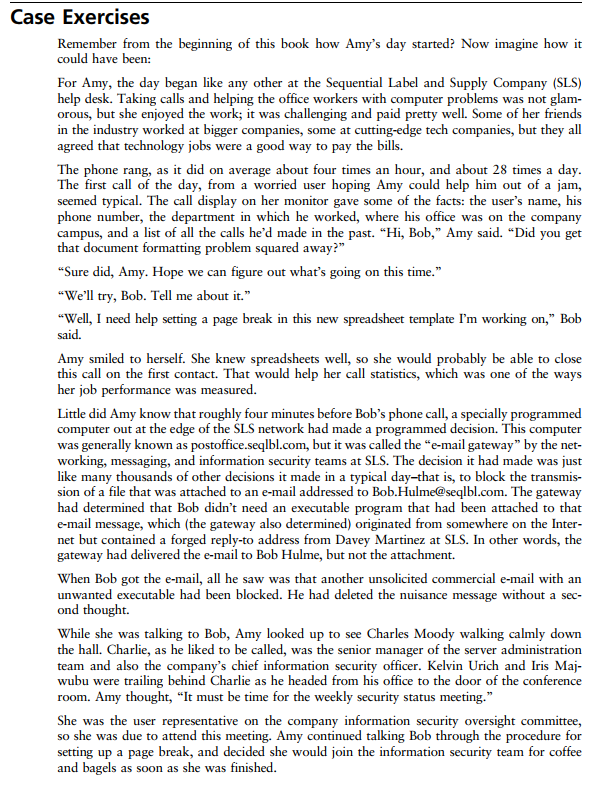 Case Exercises
Remember from the beginning of this book how Amy's day started? Now imagine how it
could have been:
For Amy, the day began like any other at the Sequential Label and Supply Company (SLS)
help desk. Taking calls and helping the office workers with computer problems was not glam-
orous, but she enjoyed the work; it was challenging and paid pretty well. Some of her friends
in the industry worked at bigger companies, some at cutting-edge tech companies, but they all
agreed that technology jobs were a good way to pay the bills.
The phone rang, as it did on average about four times an hour, and about 28 times a day.
The first call of the day, from a worried user hoping Amy could help him out of a jam,
seemed typical. The call display on her monitor gave some of the facts: the user's name, his
phone number, the department in which he worked, where his office was on the company
campus, and a list of all the calls he'd made in the past. "Hi, Bob," Amy said. "Did you get
that document formatting problem squared away?"
"Sure did, Amy. Hope we can figure out what's going on this time."
"We'll try, Bob. Tell me about it."
"Well, I need help setting a page break in this new spreadsheet template I'm working on," Bob
said.
Amy smiled to herself. She knew spreadsheets well, so she would probably be able to close
this call on the first contact. That would help her call statistics, which was one of the ways
her job performance was measured.
Little did Amy know that roughly four minutes before Bob's phone call, a specially programmed
computer out at the edge of the SLS network had made a programmed decision. This computer
was generally known as postoffice.seqlbl.com, but it was called the "e-mail gateway" by the net-
working, messaging, and information security teams at SLS. The decision it had made was just
like many thousands of other decisions it made in a typical day–that is, to block the transmis-
sion of a file that was attached to an e-mail addressed to Bob.Hulme@seqlbl.com. The gateway
had determined that Bob didn't need an executable program that had been attached to that
e-mail message, which (the gateway also determined) originated from somewhere on the Inter-
net but contained a forged reply-to address from Davey Martinez at SLS. In other words, the
gateway had delivered the e-mail to Bob Hulme, but not the attachment.
When Bob got the e-mail, all he saw was that another unsolicited commercial e-mail with an
unwanted executable had been blocked. He had deleted the nuisance message without a sec-
ond thought.
While she was talking to Bob, Amy looked up to see Charles Moody walking calmly down
the hall. Charlie, as he liked to be called, was the senior manager of the server administration
team and also the company's chief information security officer. Kelvin Urich and Iris Maj-
wubu were trailing behind Charlie as he headed from his office to the door of the conference
room. Amy thought, "It must be time for the weekly security status meeting."
She was the user representative on the company information security oversight committee,
so she was due to attend this meeting. Amy continued talking Bob through the procedure for
setting up a page break, and decided she would join the information security team for coffee
and bagels as soon as she was finished.